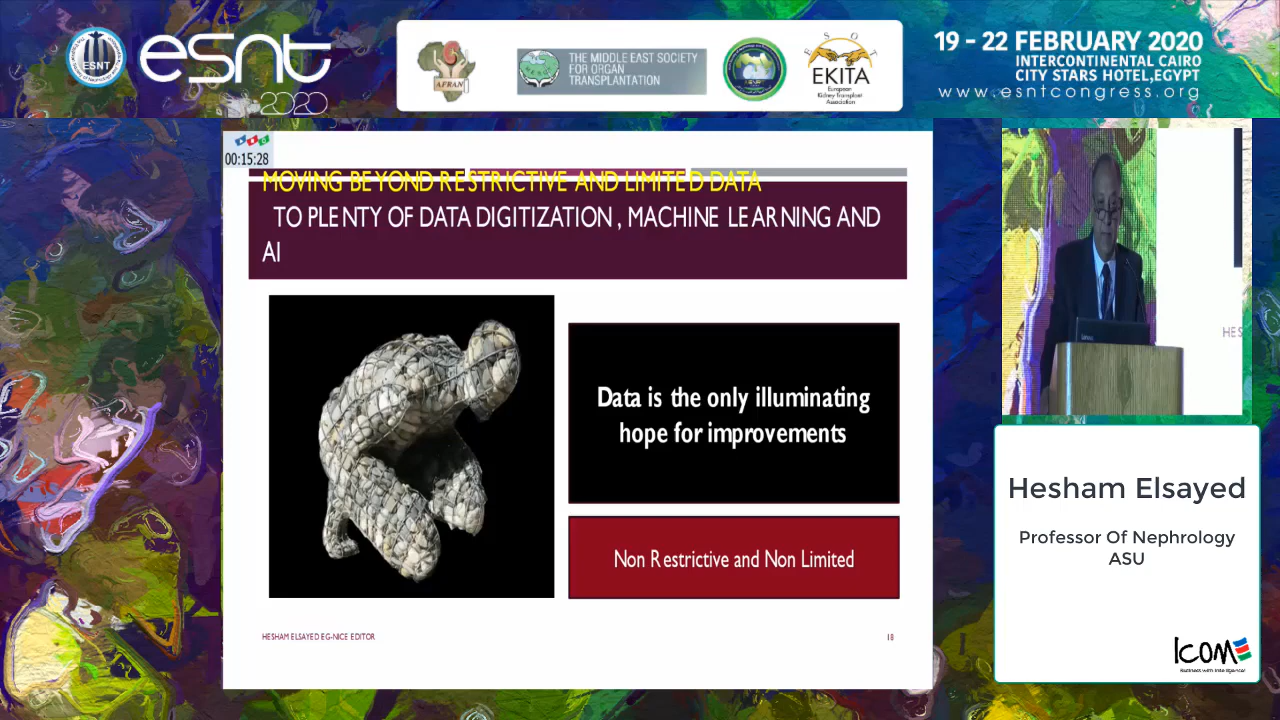 ESNT
esnt
2020
AFRAN
THE MIDDLE EAST SOCIETY
FOR ORGAN
TRANSPLANTATION
ESOT
EKITA
European
Kidney Transplant
Association
19 - 22 FEBRUARY 2020
INTERCONTINENTAL CAIRO
CITY STARS HOTEL,EGYPT
www.esntcongress.org
00:15:28
MOVING BEYOND RESTRICTIVE AND LIMITED DATA
TO PLENTY OF DATA DIGITIZATION , MACHINE LEARNING AND
AI
Data is the only illuminating
hope for improvements
Non Restrictive and Non Limited
HESHAM ELSAYED EG-NICE EDITOR
18
HES
Hesham Elsayed
Professor Of Nephrology
ASU
ICOM